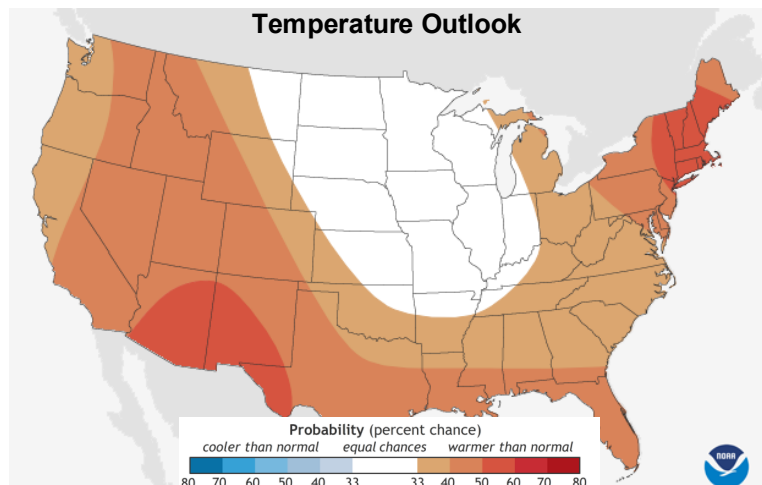 Temperature Outlook
Probability (percent chance)
cooler than normal equal chances warmer than normal
80 70 60 50 40 33 33 40 50 60 70 80
NOAA